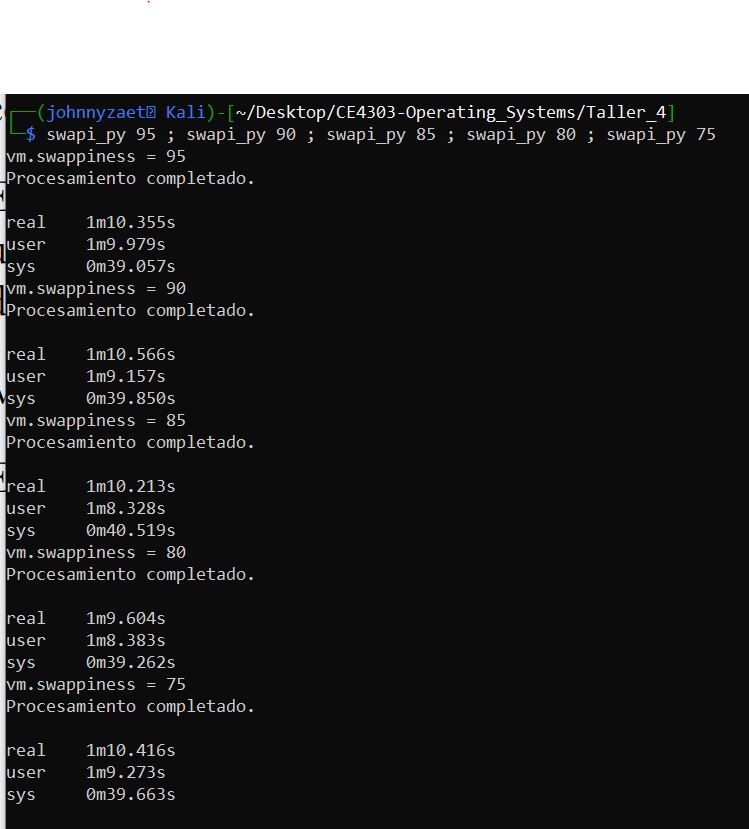 ┌──(johnnyzaet㉿ Kali)-[~/Desktop/CE4303-Operating_Systems/Taller_4]
└─$ swapi_py 95 ; swapi_py 90 ; swapi_py 85 ; swapi_py 80 ; swapi_py 75
vm.swappiness = 95
Procesamiento completado.
real    1m10.355s
user    1m9.979s
sys     0m39.057s
vm.swappiness = 90
Procesamiento completado.
real    1m10.566s
user    1m9.157s
sys     0m39.850s
vm.swappiness = 85
Procesamiento completado.
real    1m10.213s
user    1m8.328s
sys     0m40.519s
vm.swappiness = 80
Procesamiento completado.
real    1m9.604s
user    1m8.383s
sys     0m39.262s
vm.swappiness = 75
Procesamiento completado.
real    1m10.416s
user    1m9.273s
sys     0m39.663s